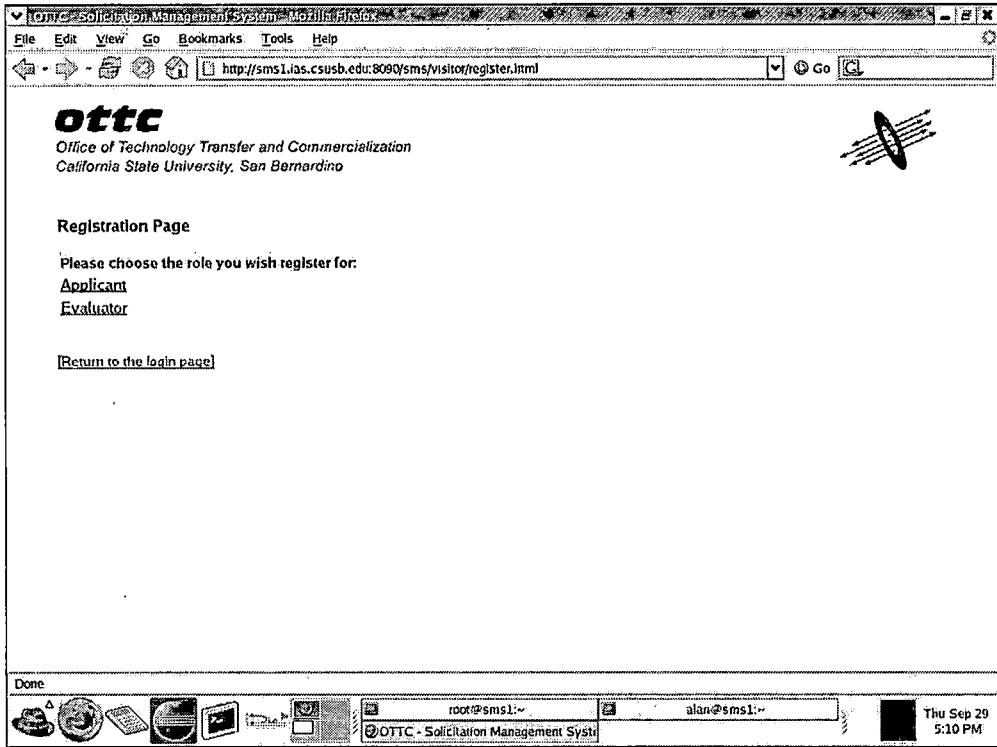 OTTC - Solicitation Management System - Mozilla Firefox
File Edit View Go Bookmarks Tools Help
http://sms1.ias.csusb.edu:8090/sms/visitor/register.html
Go
ottc
Office of Technology Transfer and Commercialization
California State University, San Bernardino
Registration Page
Please choose the role you wish register for:
Applicant
Evaluator
[Return to the login page]
Done
root@sms1:~
alan@sms1:~
OTTC - Solicitation Management Syste
Thu Sep 29
5:10 PM